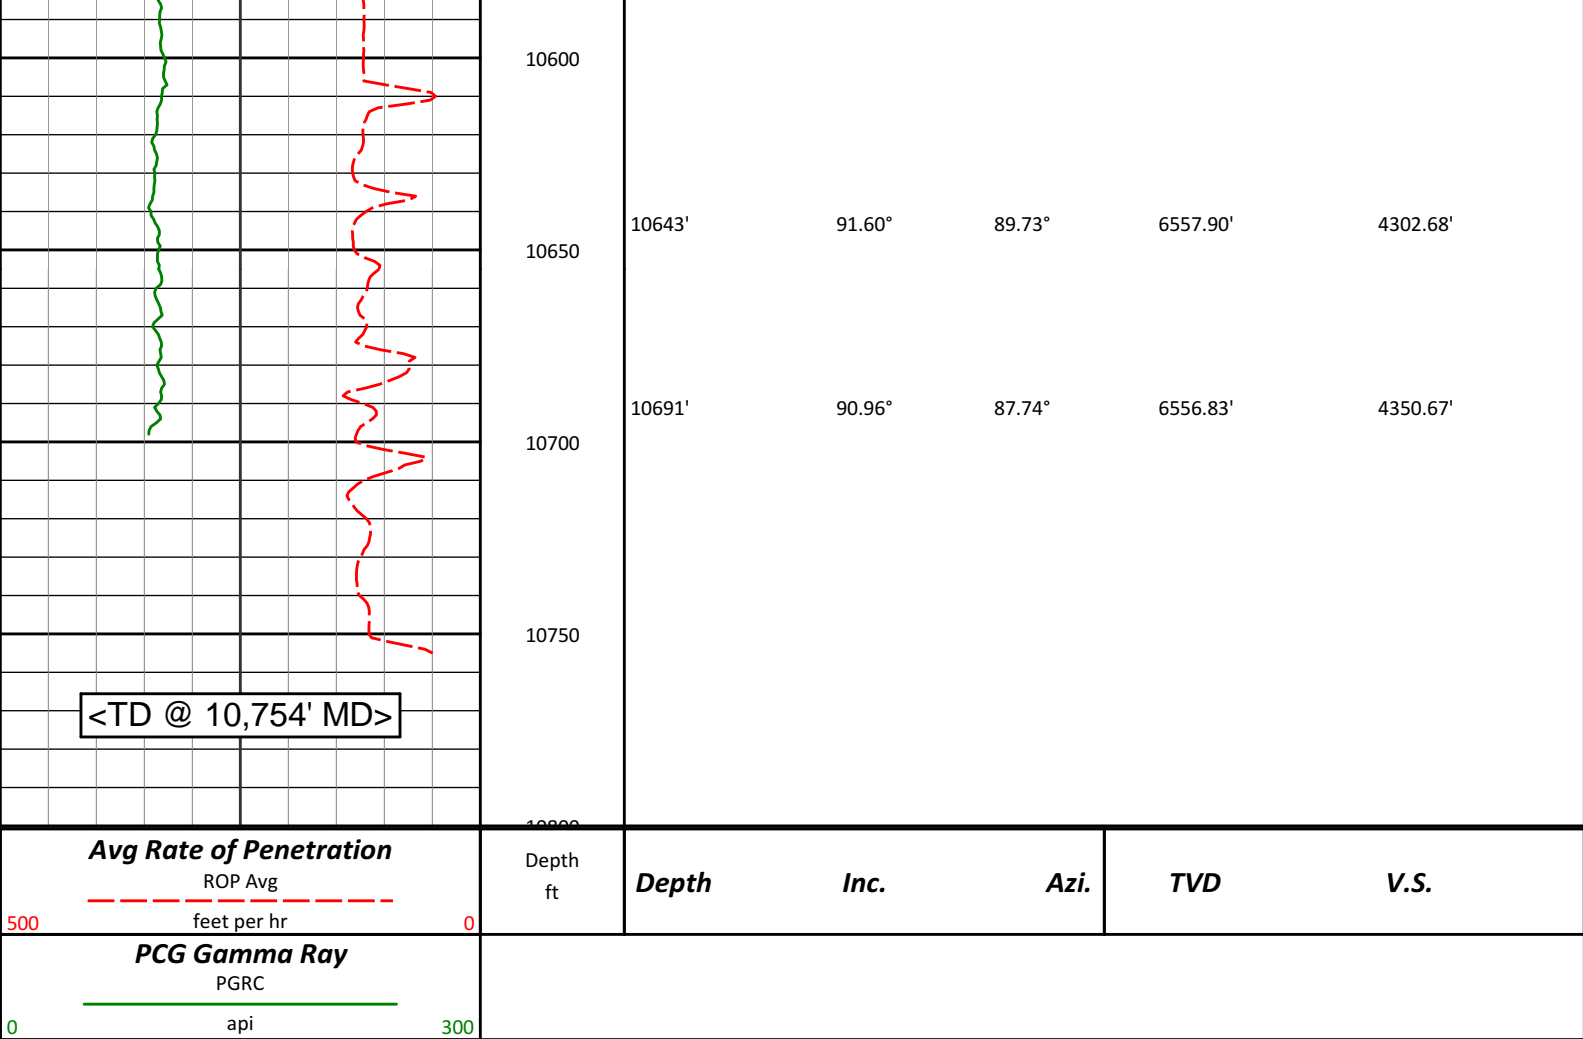 10600
10643' 91.60° 89.73° 6557.90' 4302.68'
10650
10691' 90.96° 87.74° 6556.83' 4350.67'
10700
10750
<TD @ 10,754' MD>
10800
Avg Rate of Penetration
ROP Avg
500 feet per hr 0
Depth
ft
Depth Inc. Azi. TVD V.S.
PCG Gamma Ray
PGRC
0 api 300